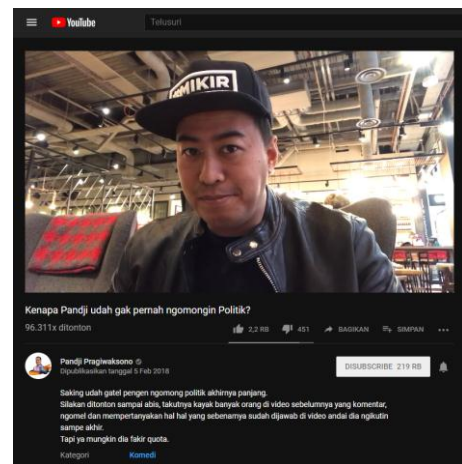 YouTube
Telusuri
MIKIR
Kenapa Pandji udah gak pernah ngomongin Politik?
96.311x ditonton
2,2 RB
451
BAGIKAN
SIMPAN
Pandji Pragiwaksono
Dipublikasikan tanggal 5 Feb 2018
DISUBSCRIBE 219 RB
Saking udah gatel pengen ngomong politik akhirnya panjang.
Silakan ditonton sampai abis, takutnya kayak banyak orang di video sebelumnya yang komentar,
ngomel dan mempertanyakan hal hal yang sebenarnya sudah dijawab di video andai dia ngikutin
sampe akhir.
Tapi ya mungkin dia fakir quota.
Kategori
Komedi